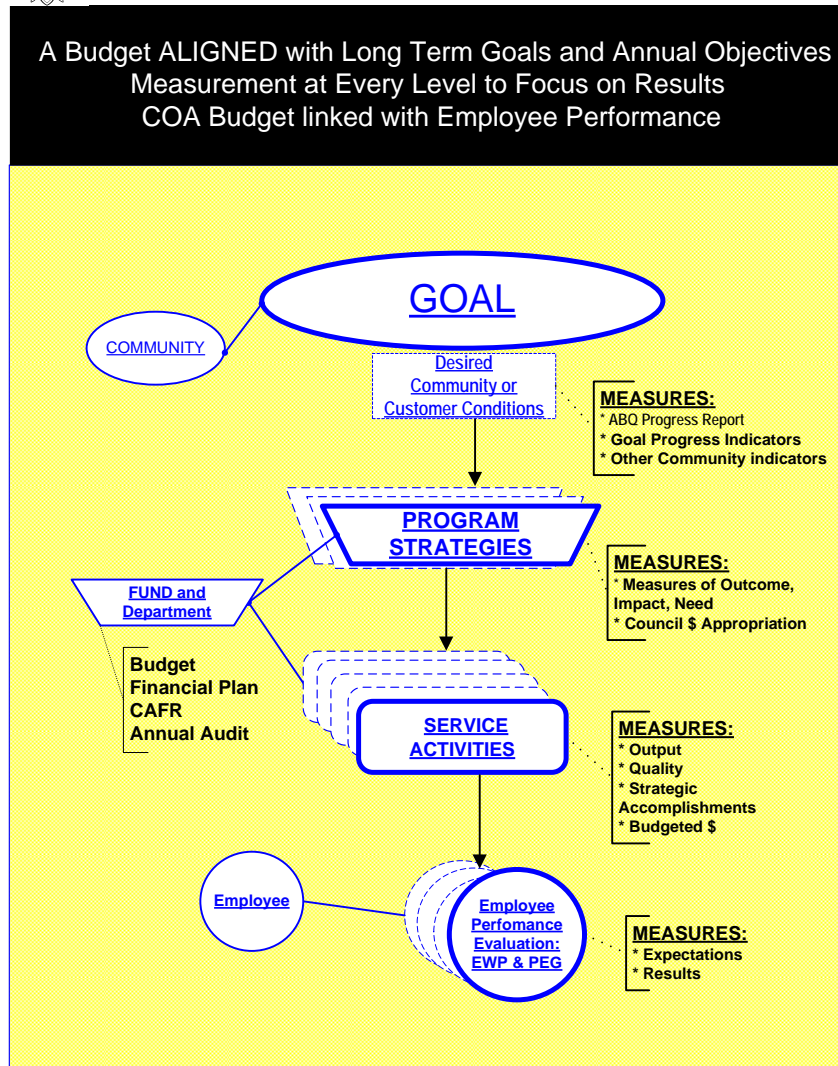 A Budget ALIGNED with Long Term Goals and Annual Objectives
Measurement at Every Level to Focus on Results
COA Budget linked with Employee Performance
GOAL
COMMUNITY
Desired
Community or
Customer Conditions
MEASURES:
* ABQ Progress Report
* Goal Progress Indicators
* Other Community indicators
PROGRAM
STRATEGIES
MEASURES:
* Measures of Outcome,
Impact, Need
* Council $ Appropriation
FUND and
Department
Budget
Financial Plan
CAFR
Annual Audit
SERVICE
ACTIVITIES
MEASURES:
* Output
* Quality
* Strategic
Accomplishments
* Budgeted $
Employee
Employee
Perfomance
Evaluation:
EWP & PEG
MEASURES:
* Expectations
* Results